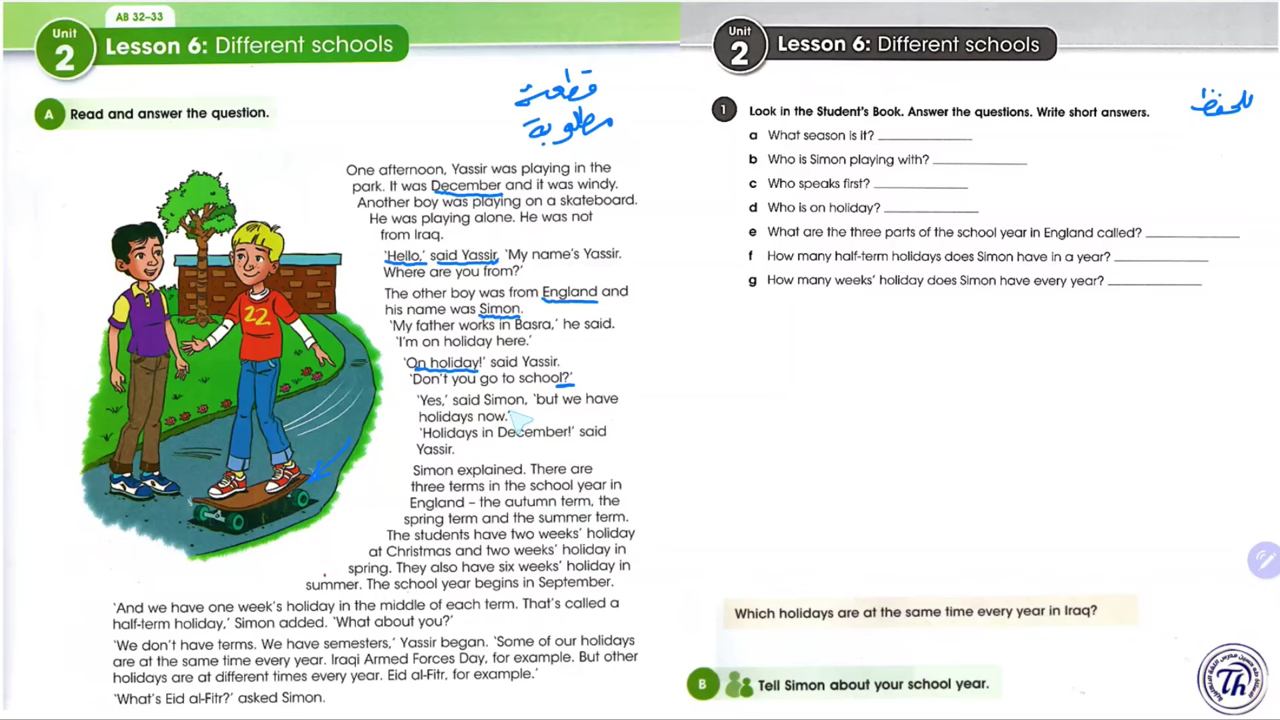 AB 32–33
Unit
2
Lesson 6: Different schools
A Read and answer the question.
قطعة
مطلوبة
One afternoon, Yassir was playing in the
park. It was December and it was windy.
Another boy was playing on a skateboard.
He was playing alone. He was not
from Iraq.
'Hello,' said Yassir, 'My name's Yassir.
Where are you from?'
The other boy was from England and
his name was Simon.
'My father works in Basra,' he said.
'I'm on holiday here.'
'On holiday!' said Yassir.
'Don't you go to school?'
'Yes,' said Simon, 'but we have
holidays now.'
'Holidays in December!' said
Yassir.
Simon explained. There are
three terms in the school year in
England – the autumn term, the
spring term and the summer term.
The students have two weeks' holiday
at Christmas and two weeks' holiday in
spring. They also have six weeks' holiday in
summer. The school year begins in September.
'And we have one week's holiday in the middle of each term. That's called a
half-term holiday,' Simon added. 'What about you?'
'We don't have terms. We have semesters,' Yassir began. 'Some of our holidays
are at the same time every year. Iraqi Armed Forces Day, for example. But other
holidays are at different times every year. Eid al-Fitr, for example.'
'What's Eid al-Fitr?' asked Simon.
22
Unit
2
Lesson 6: Different schools
للحفظ
1 Look in the Student's Book. Answer the questions. Write short answers.
a What season is it? ____________
b Who is Simon playing with? ____________
c Who speaks first? ____________
d Who is on holiday? ____________
e What are the three parts of the school year in England called? ____________
f How many half-term holidays does Simon have in a year? ____________
g How many weeks' holiday does Simon have every year? ____________
Which holidays are at the same time every year in Iraq?
B Tell Simon about your school year.
Th